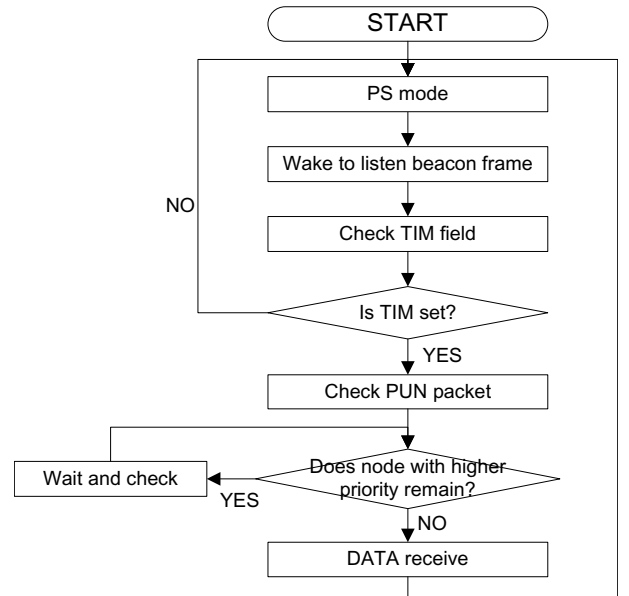 START
PS mode
Wake to listen beacon frame
NO
Check TIM field
Is TIM set?
YES
Check PUN packet
Does node with higher
priority remain?
Wait and check
YES
NO
DATA receive